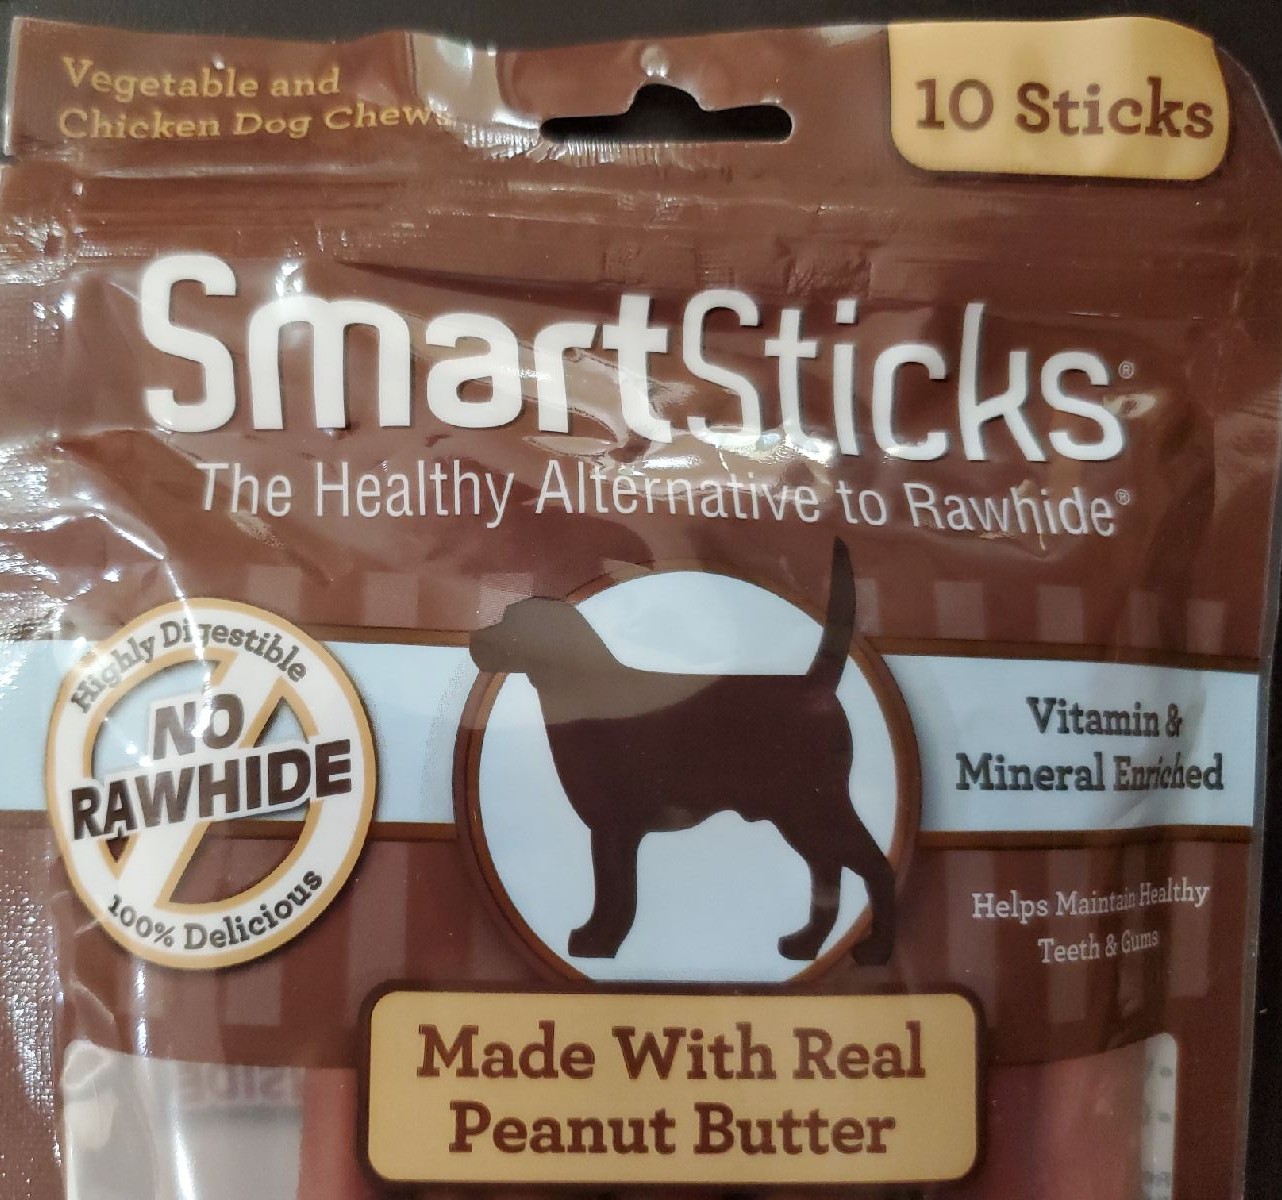 Vegetable and
Chicken Dog Chews
10 Sticks
SmartSticks®
The Healthy Alternative to Rawhide®
Highly Digestible
NO
RAWHIDE
100% Delicious
Vitamin &
Mineral Enriched
Helps Maintain Healthy
Teeth & Gums
Made With Real
Peanut Butter